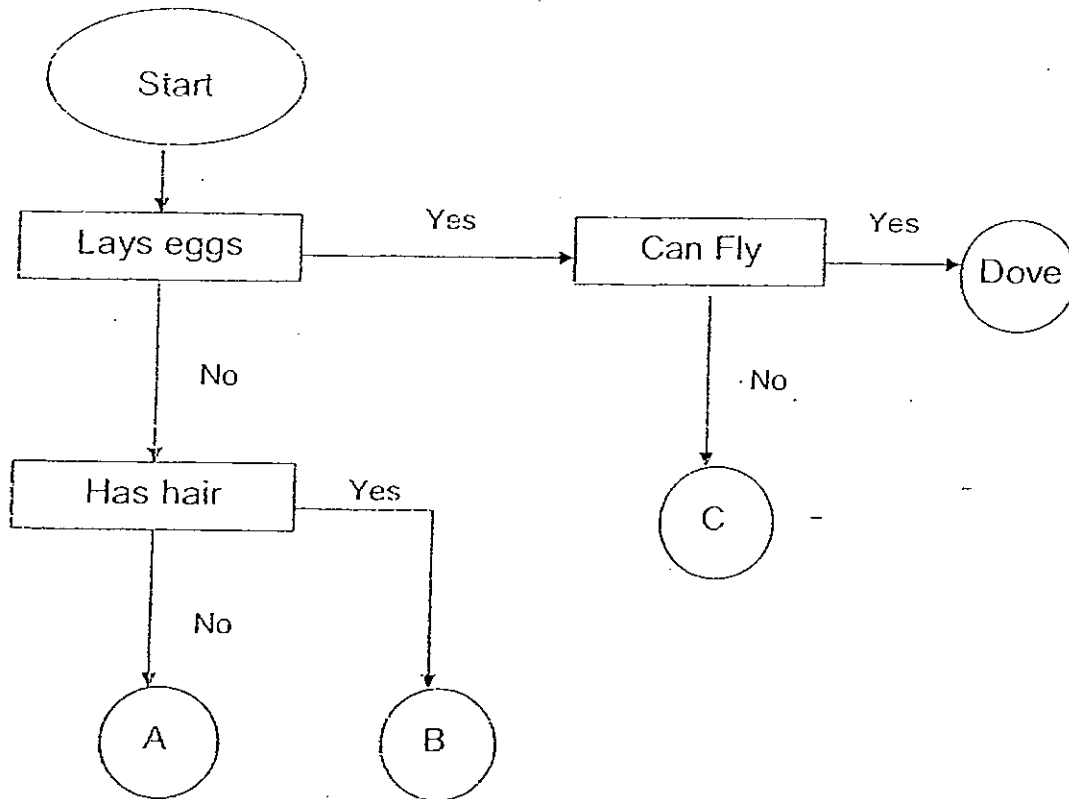 Start
Lays eggs
Yes
Can Fly
Yes
Dove
No
No
Has hair
Yes
C
No
A
B